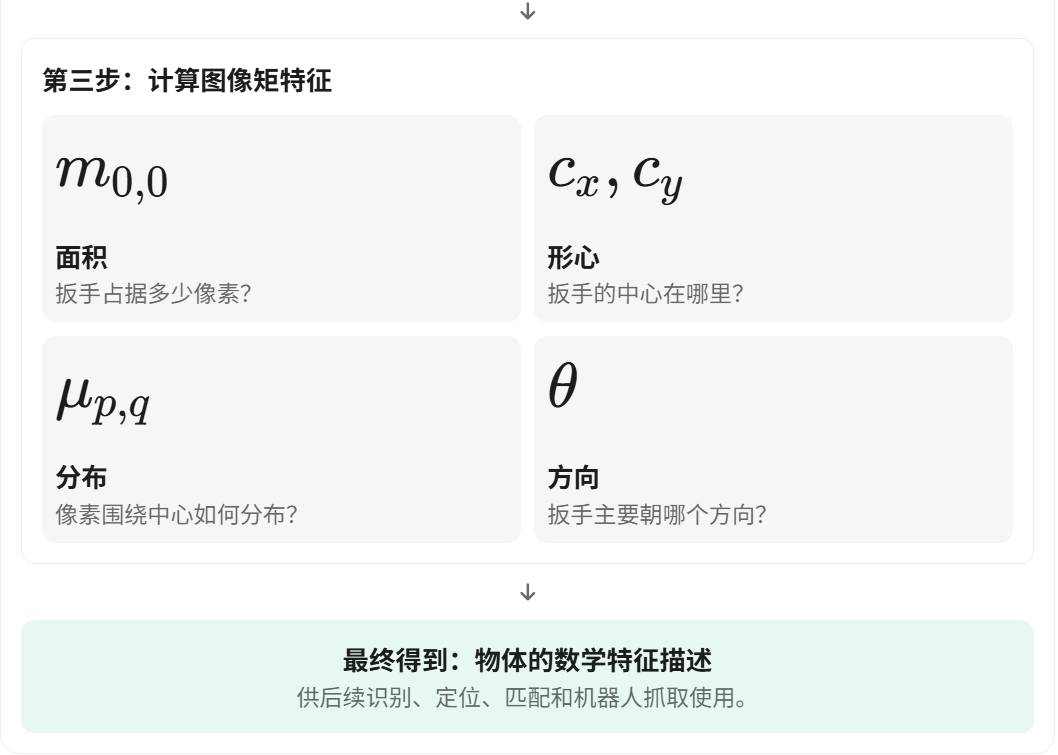 ↓
第三步：计算图像矩特征
m_{0,0}
面积
扳手占据多少像素？
c_x, c_y
形心
扳手的中心在哪里？
μ_{p,q}
分布
像素围绕中心如何分布？
θ
方向
扳手主要朝哪个方向？
↓
最终得到：物体的数学特征描述
供后续识别、定位、匹配和机器人抓取使用。